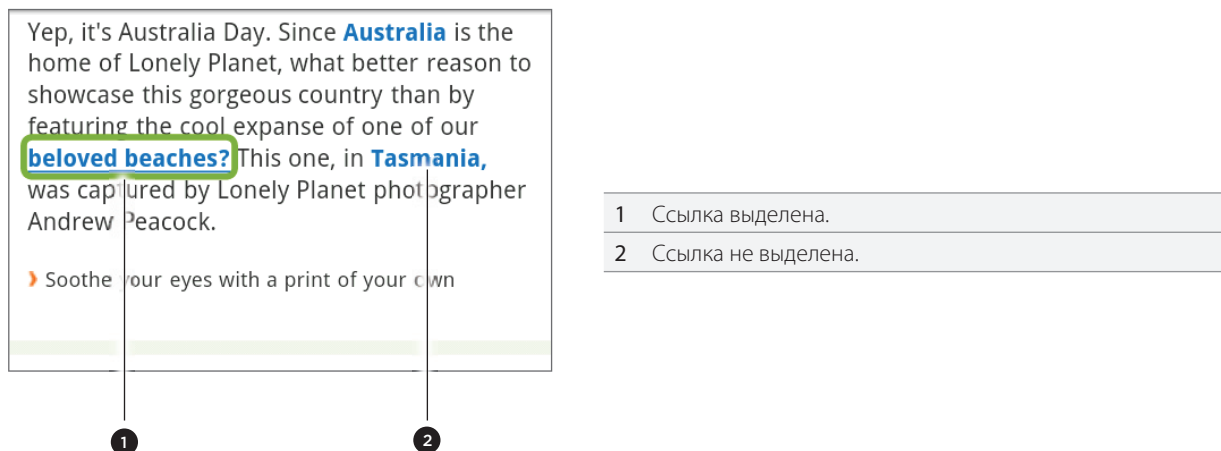 Yep, it's Australia Day. Since Australia is the
home of Lonely Planet, what better reason to
showcase this gorgeous country than by
featuring the cool expanse of one of our
beloved beaches? This one, in Tasmania,
was captured by Lonely Planet photographer
Andrew Peacock.
Soothe your eyes with a print of your own
1 2
1 Ссылка выделена.
2 Ссылка не выделена.